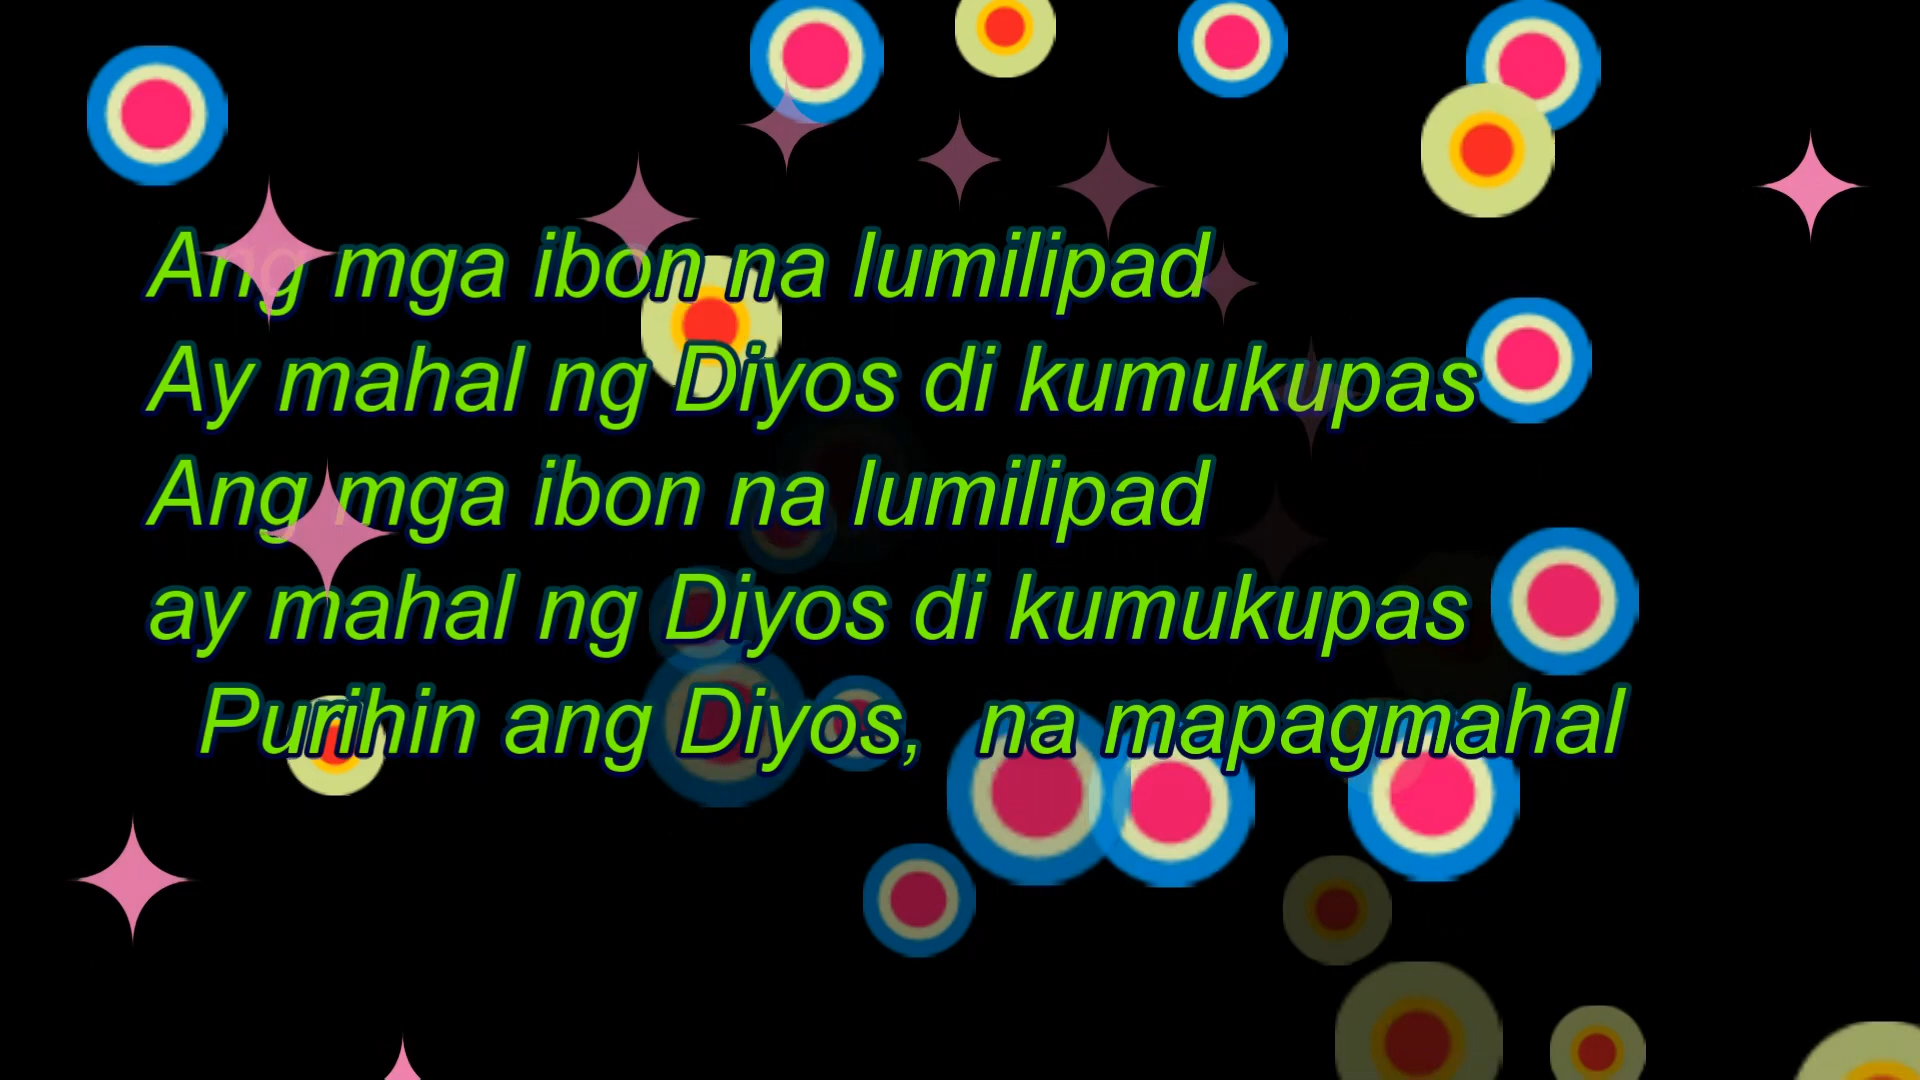 Ang mga ibon na lumilipad
Ay mahal ng Diyos di kumukupas
Ang mga ibon na lumilipad
ay mahal ng Diyos di kumukupas
Purihin ang Diyos,  na mapagmahal